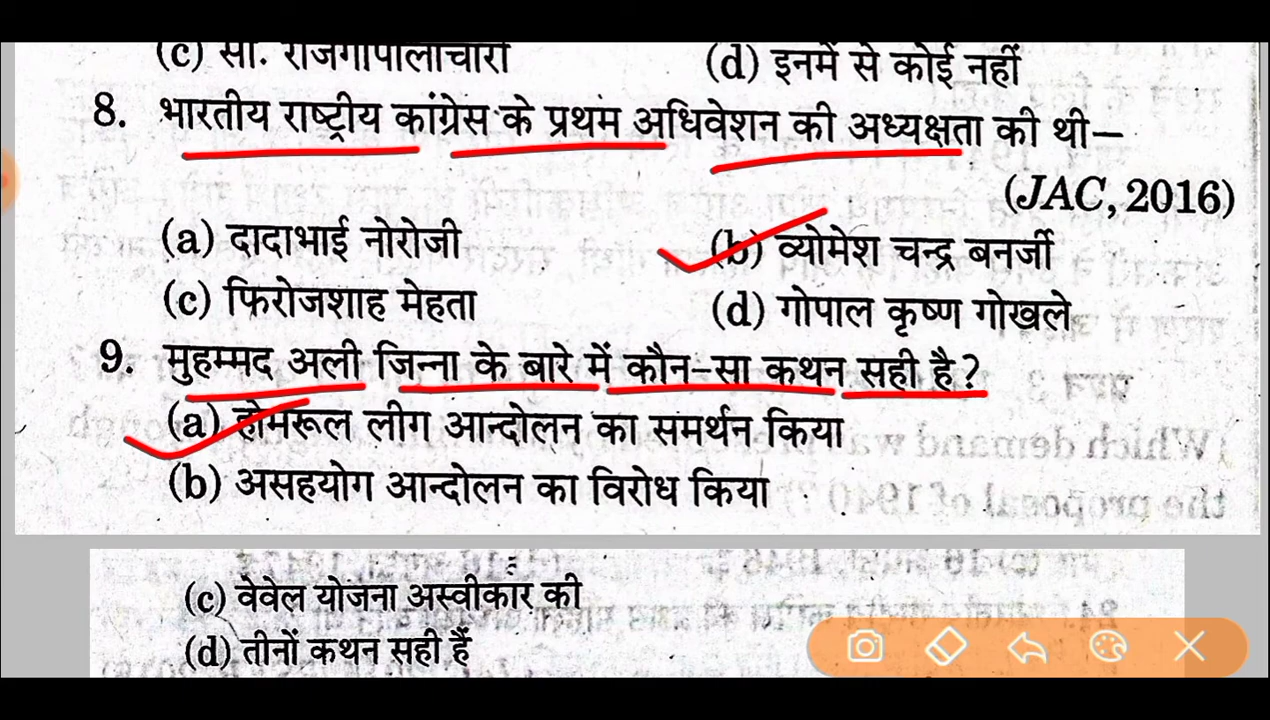 (c) सी. राजगोपालाचारी (d) इनमें से कोई नहीं
8. भारतीय राष्ट्रीय कांग्रेस के प्रथम अधिवेशन की अध्यक्षता की थी—
(JAC, 2016)
(a) दादाभाई नोरोजी (b) व्योमेश चन्द्र बनर्जी
(c) फिरोजशाह मेहता (d) गोपाल कृष्ण गोखले
9. मुहम्मद अली जिन्ना के बारे में कौन-सा कथन सही है?
(a) होमरूल लीग आन्दोलन का समर्थन किया
(b) असहयोग आन्दोलन का विरोध किया
(c) वेवेल योजना अस्वीकार की
(d) तीनों कथन सही हैं